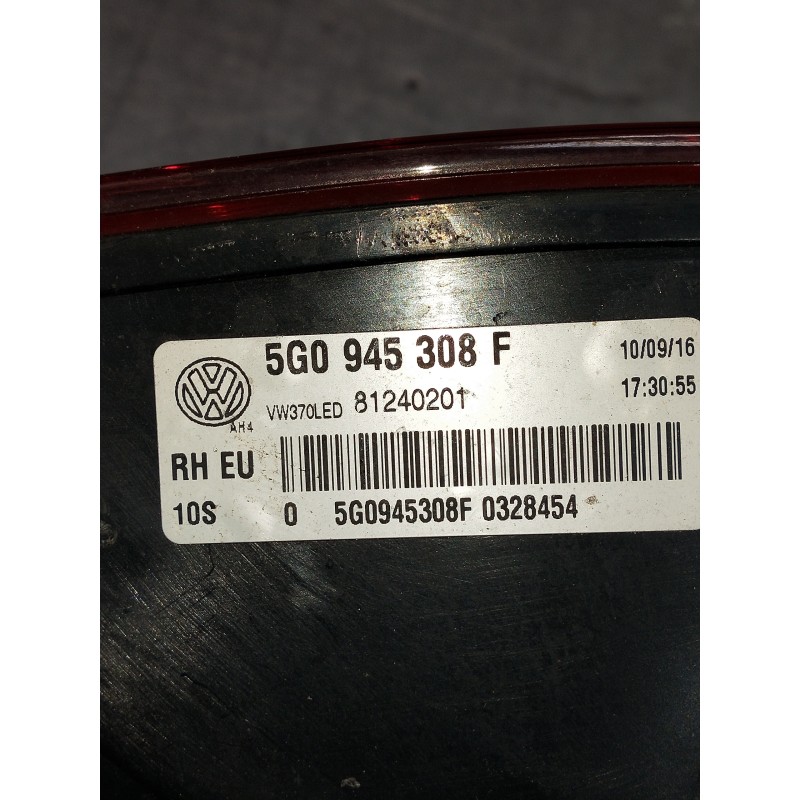 5G0 945 308 F 10/09/16
VW370LED 81240201 17:30:55
AH4
RH EU
10S 0 5G0945308F 0328454